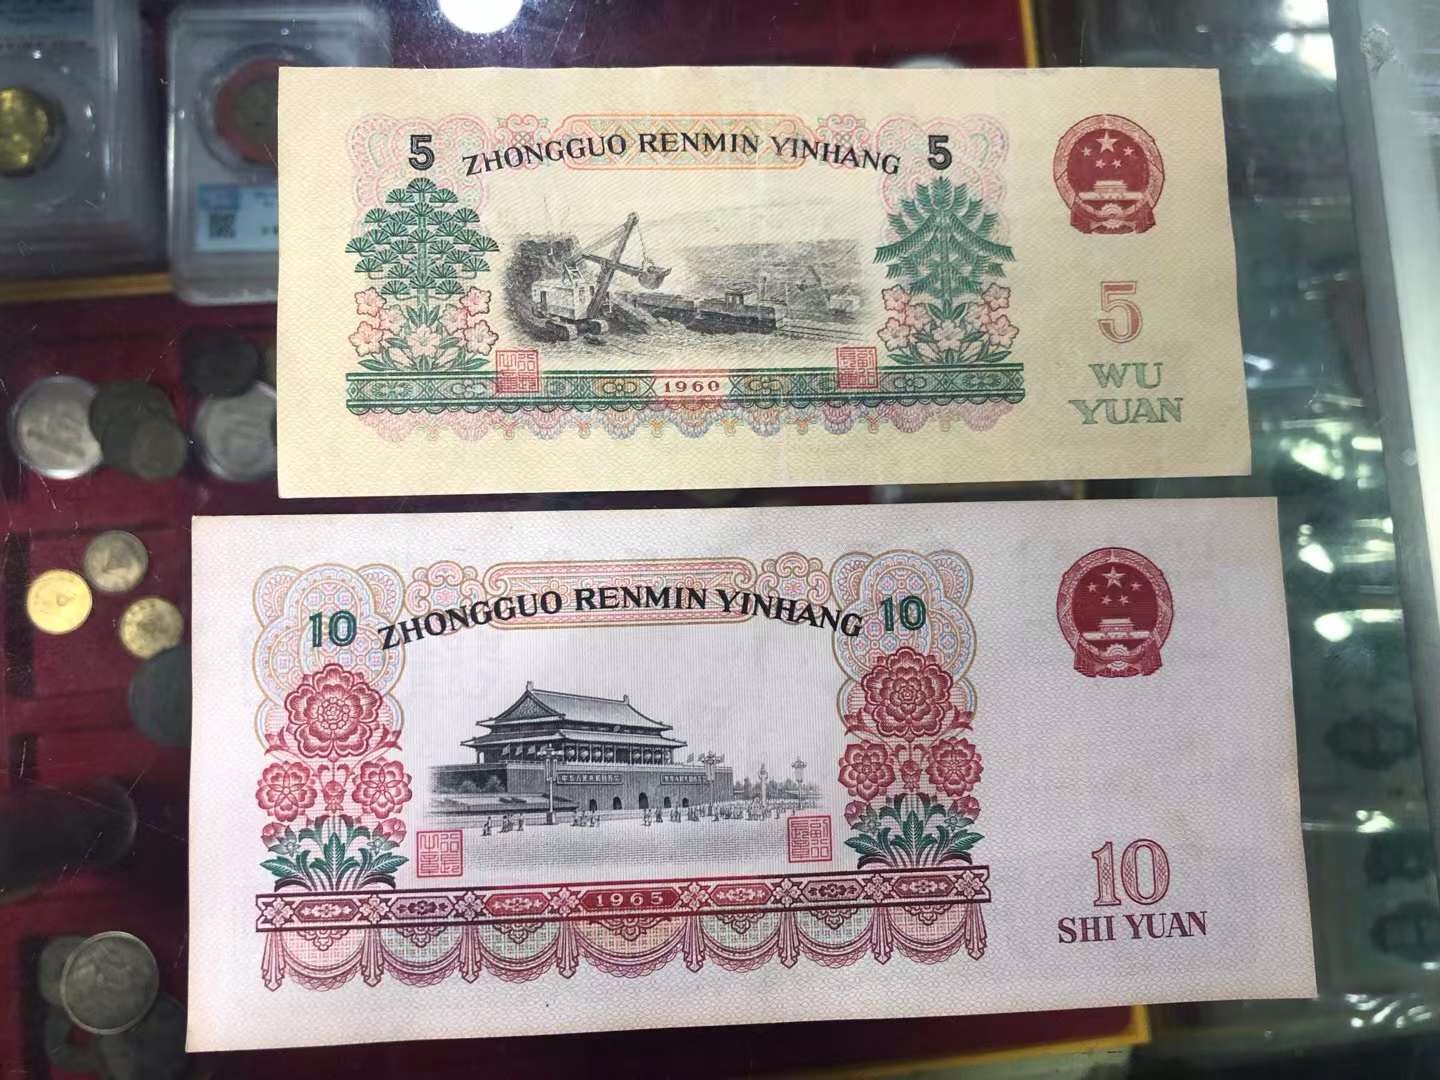 5 ZHONGGUO RENMIN YINHANG 5
5
WU
YUAN
1960
10 ZHONGGUO RENMIN YINHANG 10
10
SHI YUAN
1965